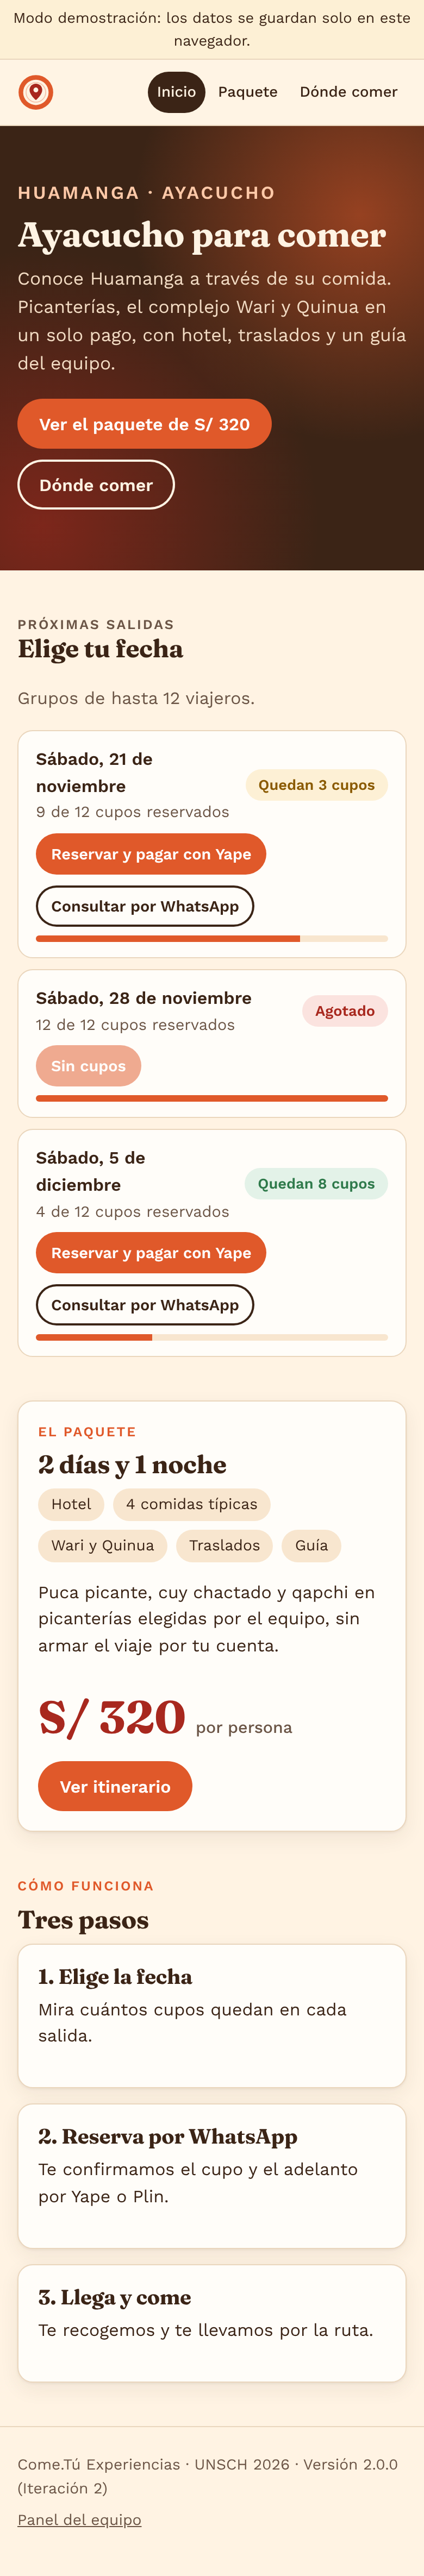 Modo demostración: los datos se guardan solo en este
navegador.
Inicio
Paquete
Dónde comer
HUAMANGA · AYACUCHO
Ayacucho para comer
Conoce Huamanga a través de su comida.
Picanterías, el complejo Wari y Quinua en
un solo pago, con hotel, traslados y un guía
del equipo.
Ver el paquete de S/ 320
Dónde comer
PRÓXIMAS SALIDAS
Elige tu fecha
Grupos de hasta 12 viajeros.
Sábado, 21 de
noviembre
9 de 12 cupos reservados
Quedan 3 cupos
Reservar y pagar con Yape
Consultar por WhatsApp
Sábado, 28 de noviembre
12 de 12 cupos reservados
Agotado
Sin cupos
Sábado, 5 de
diciembre
4 de 12 cupos reservados
Quedan 8 cupos
Reservar y pagar con Yape
Consultar por WhatsApp
EL PAQUETE
2 días y 1 noche
Hotel
4 comidas típicas
Wari y Quinua
Traslados
Guía
Puca picante, cuy chactado y qapchi en
picanterías elegidas por el equipo, sin
armar el viaje por tu cuenta.
S/ 320 por persona
Ver itinerario
CÓMO FUNCIONA
Tres pasos
1. Elige la fecha
Mira cuántos cupos quedan en cada
salida.
2. Reserva por WhatsApp
Te confirmamos el cupo y el adelanto
por Yape o Plin.
3. Llega y come
Te recogemos y te llevamos por la ruta.
Come.Tú Experiencias · UNSCH 2026 · Versión 2.0.0
(Iteración 2)
Panel del equipo